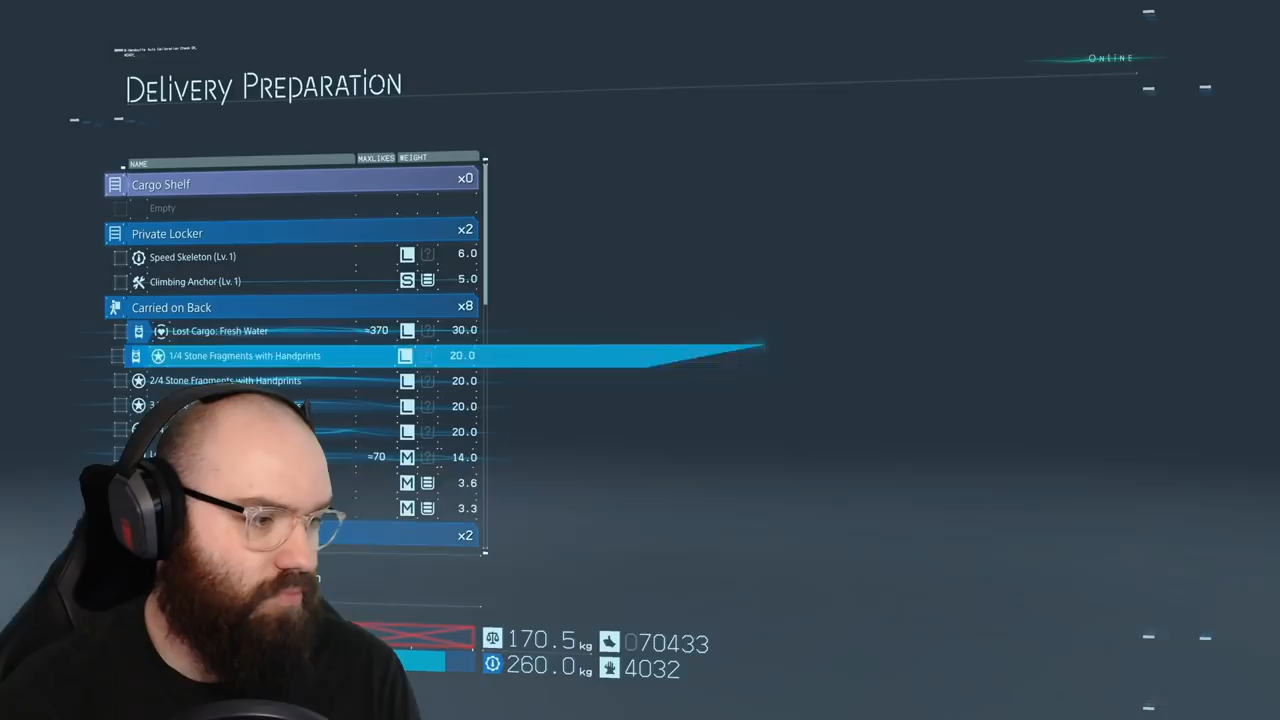 ONLINE
DELIVERY PREPARATION
NAME MAXLIKES WEIGHT
Cargo Shelf x0
Empty
Private Locker x2
Speed Skeleton (Lv.1) L 6.0
Climbing Anchor (Lv.1) S 5.0
Carried on Back x8
Lost Cargo: Fresh Water ≈370 L 30.0
1/4 Stone Fragments with Handprints L 20.0
2/4 Stone Fragments with Handprints L 20.0
L 20.0
L 20.0
≈70 M 14.0
M 3.6
M 3.3
x2
170.5 kg 070433
260.0 kg 4032